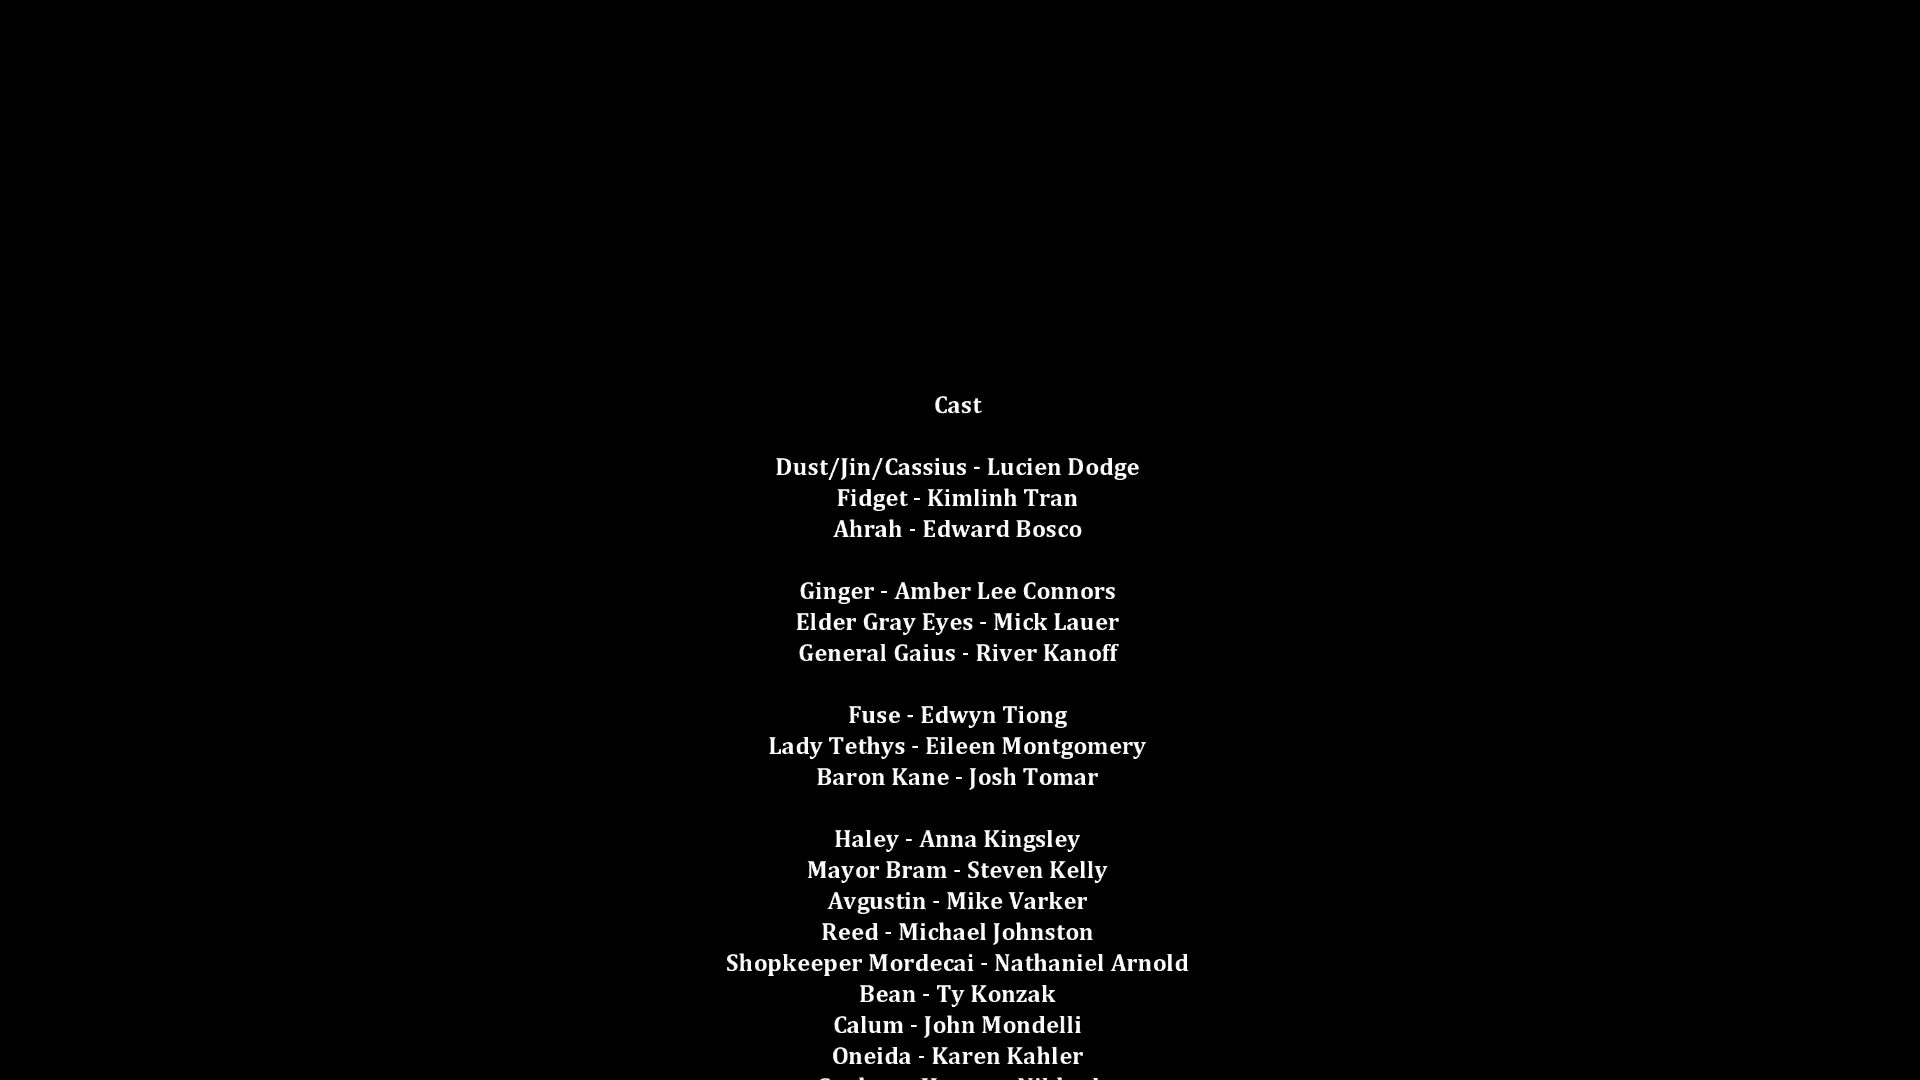 Cast
Dust/Jin/Cassius - Lucien Dodge
Fidget - Kimlinh Tran
Ahrah - Edward Bosco
Ginger - Amber Lee Connors
Elder Gray Eyes - Mick Lauer
General Gaius - River Kanoff
Fuse - Edwyn Tiong
Lady Tethys - Eileen Montgomery
Baron Kane - Josh Tomar
Haley - Anna Kingsley
Mayor Bram - Steven Kelly
Avgustin - Mike Varker
Reed - Michael Johnston
Shopkeeper Mordecai - Nathaniel Arnold
Bean - Ty Konzak
Calum - John Mondelli
Oneida - Karen Kahler